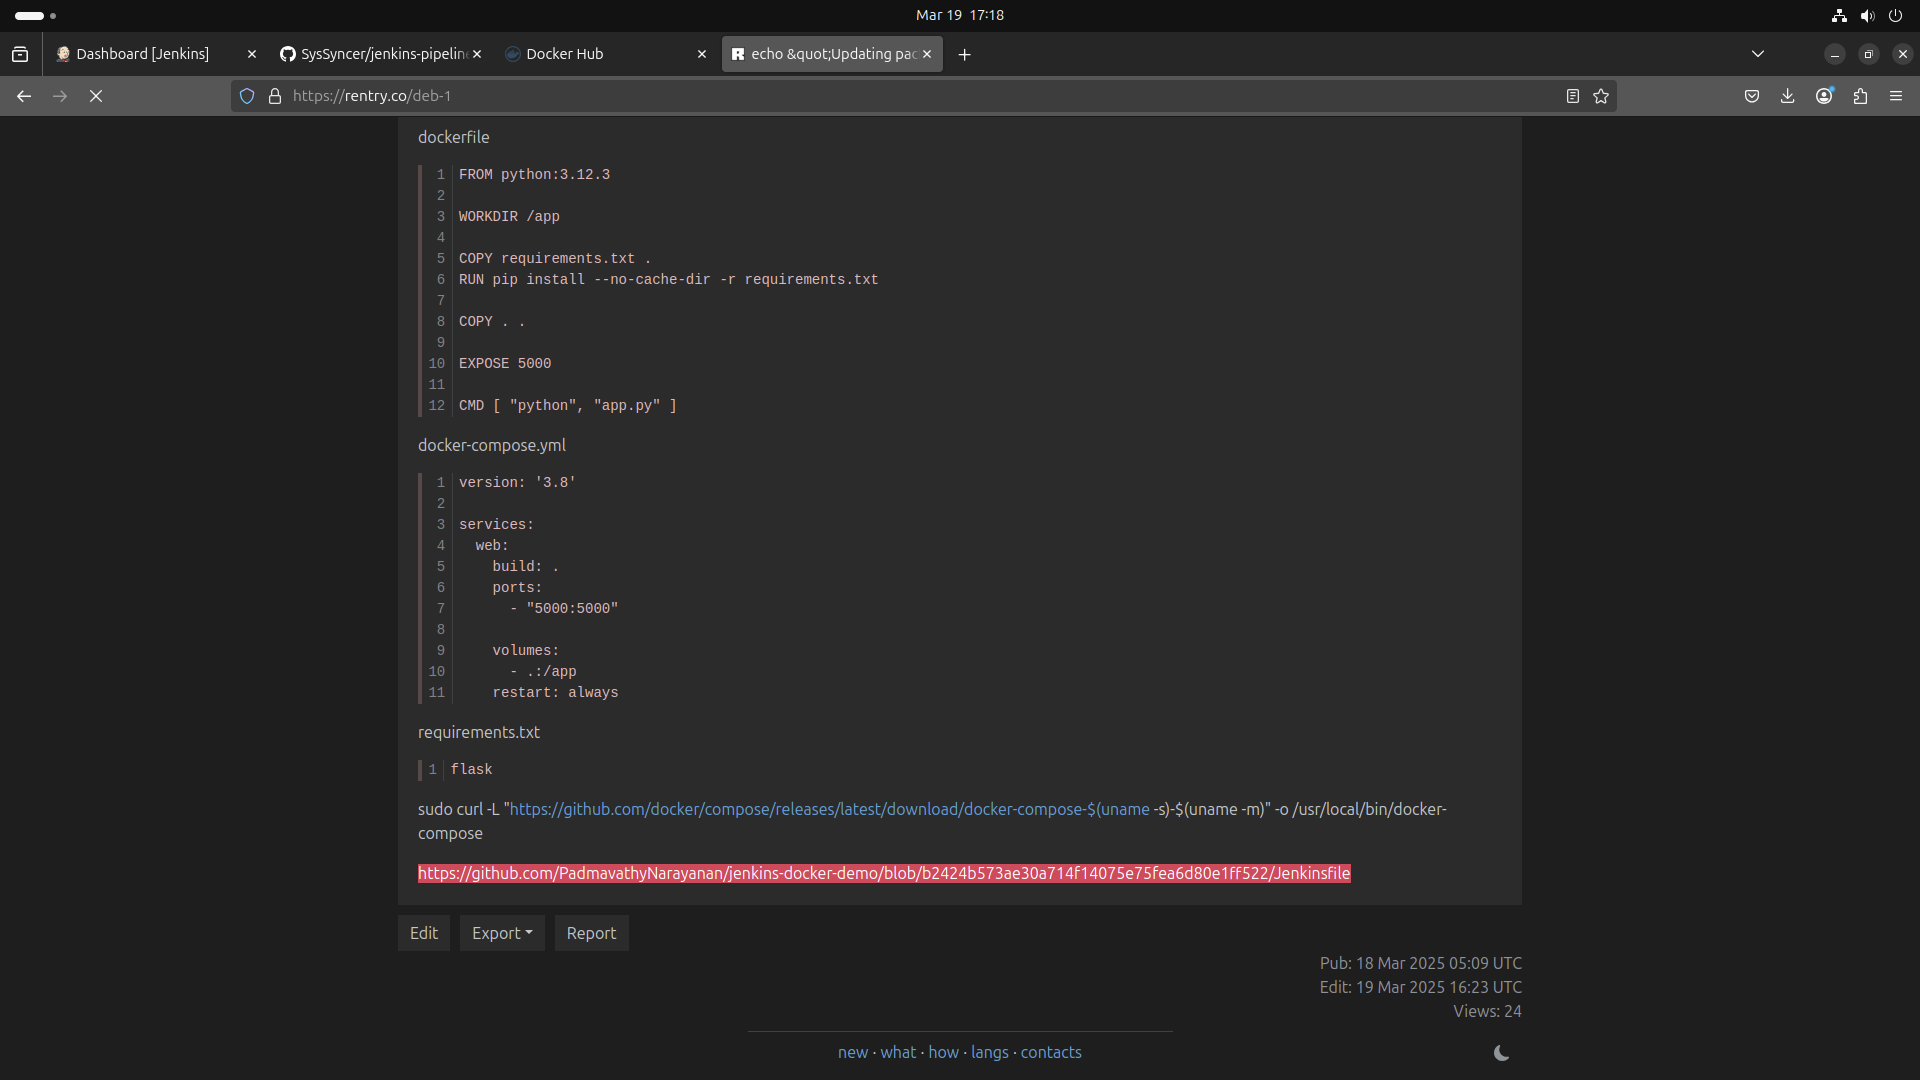 Mar 19 17:18
Dashboard [Jenkins]
SysSyncer/jenkins-pipeline
Docker Hub
echo &quot;Updating pac
https://rentry.co/deb-1
dockerfile
1 FROM python:3.12.3
2
3 WORKDIR /app
4
5 COPY requirements.txt .
6 RUN pip install --no-cache-dir -r requirements.txt
7
8 COPY . .
9
10 EXPOSE 5000
11
12 CMD [ "python", "app.py" ]
docker-compose.yml
1 version: '3.8'
2
3 services:
4   web:
5     build: .
6     ports:
7       - "5000:5000"
8
9     volumes:
10       - .:/app
11     restart: always
requirements.txt
1 flask
sudo curl -L "https://github.com/docker/compose/releases/latest/download/docker-compose-$(uname -s)-$(uname -m)" -o /usr/local/bin/docker-
compose
https://github.com/PadmavathyNarayanan/jenkins-docker-demo/blob/b2424b573ae30a714f14075e75fea6d80e1ff522/Jenkinsfile
Edit
Export
Report
Pub: 18 Mar 2025 05:09 UTC
Edit: 19 Mar 2025 16:23 UTC
Views: 24
new · what · how · langs · contacts